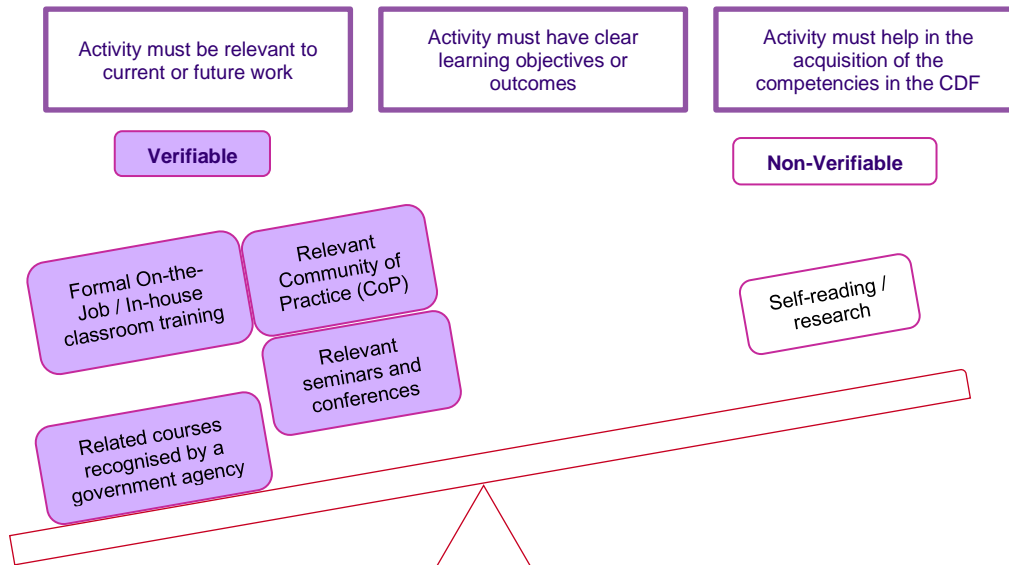 Activity must be relevant to
current or future work
Activity must have clear
learning objectives or
outcomes
Activity must help in the
acquisition of the
competencies in the CDF
Verifiable
Non-Verifiable
Formal On-the-
Job / In-house
classroom training
Relevant
Community of
Practice (CoP)
Self-reading /
research
Relevant
seminars and
conferences
Related courses
recognised by a
government agency